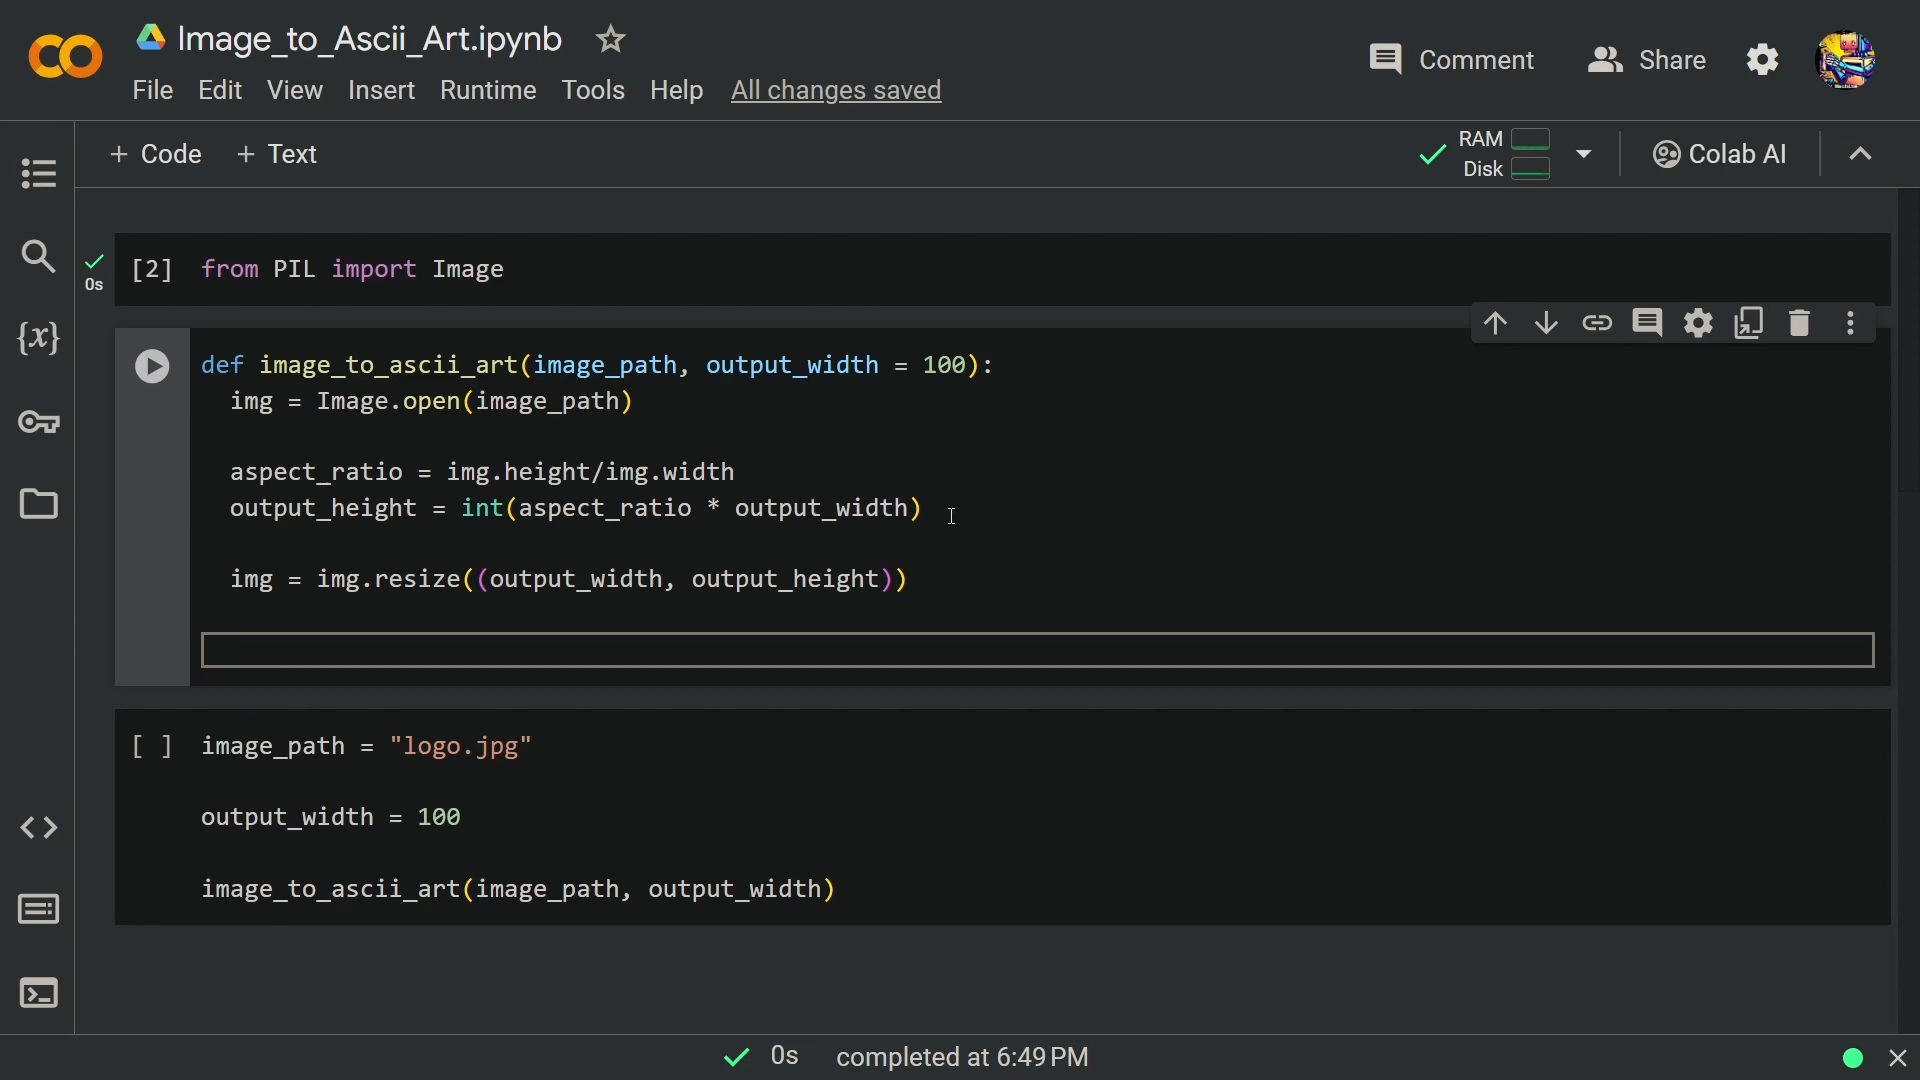 Image_to_Ascii_Art.ipynb
File Edit View Insert Runtime Tools Help All changes saved
Comment Share
+ Code + Text
RAM
Disk
Colab AI
0s
[2] from PIL import Image
def image_to_ascii_art(image_path, output_width = 100):
  img = Image.open(image_path)
  aspect_ratio = img.height/img.width
  output_height = int(aspect_ratio * output_width)
  img = img.resize((output_width, output_height))
[ ] image_path = "logo.jpg"
output_width = 100
image_to_ascii_art(image_path, output_width)
0s completed at 6:49 PM